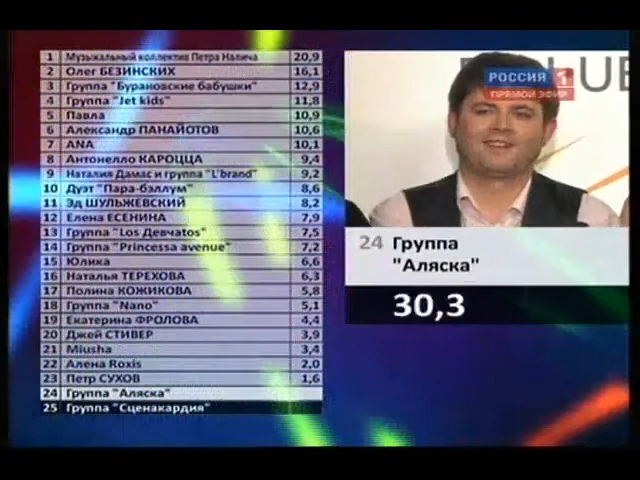 1 Музыкальный коллектив Петра Налича 20,9
2 Олег БЕЗИНСКИХ 16,1
3 Группа "Бурановские бабушки" 12,9
4 Группа "Jet kids" 11,8
5 Павла 10,9
6 Александр ПАНАЙОТОВ 10,6
7 ANA 10,1
8 Антонелло КАРОЦЦА 9,4
9 Наталия Дамас и группа "L'brand" 9,2
10 Дуэт "Пара-бэллум" 8,6
11 Эд ШУЛЬЖЕВСКИЙ 8,2
12 Елена ЕСЕНИНА 7,9
13 Группа "Los Девчатоs" 7,5
14 Группа "Princessa avenue" 7,2
15 Юлика 6,6
16 Наталья ТЕРЕХОВА 6,3
17 Полина КОЖИКОВА 5,8
18 Группа "Nano" 5,1
19 Екатерина ФРОЛОВА 4,4
20 Джей СТИВЕР 3,9
21 Miusha 3,4
22 Алена Roxis 2,0
23 Петр СУХОВ 1,6
24 Группа "Аляска"
25 Группа "Сценакардия"
РОССИЯ 1
ПРЯМОЙ ЭФИР
24 Группа
"Аляска"
30,3